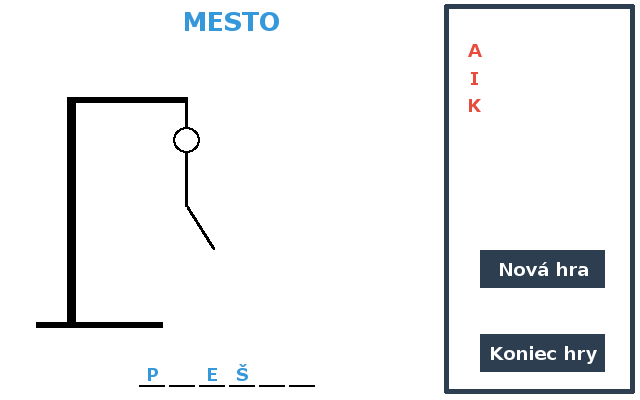 MESTO
A
I
K
Nová hra
Koniec hry
P _ E Š _ _